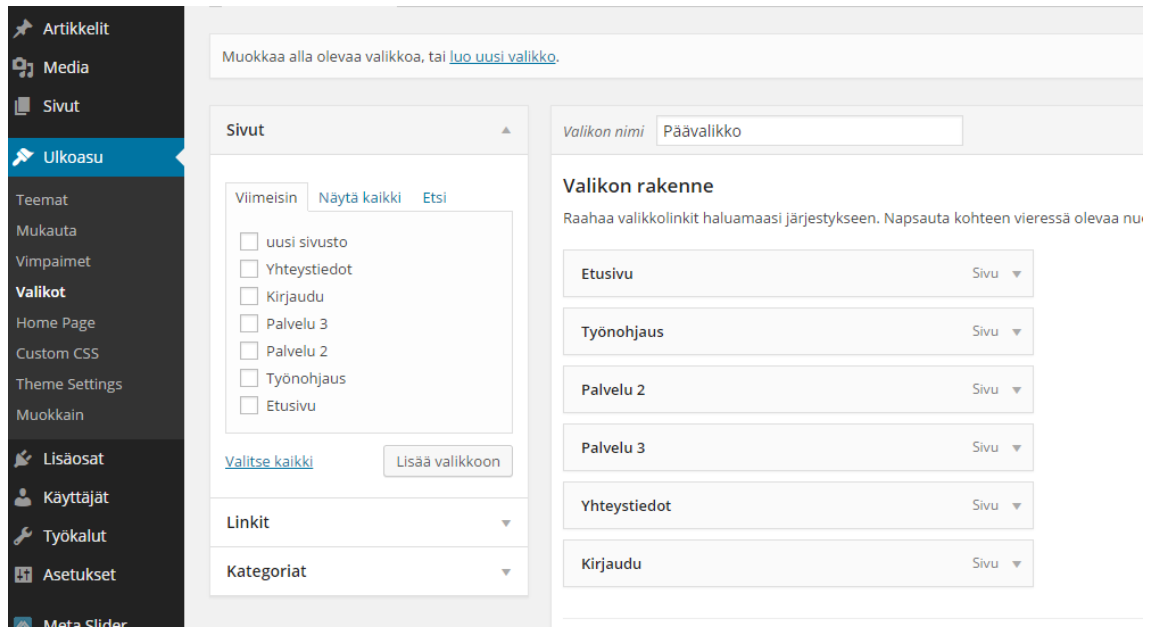 Artikkelit
Media
Sivut
Ulkoasu
Teemat
Mukauta
Vimpaimet
Valikot
Home Page
Custom CSS
Theme Settings
Muokkain
Lisäosat
Käyttäjät
Työkalut
Asetukset
Meta Slider
Muokkaa alla olevaa valikkoa, tai luo uusi valikko.
Sivut
Viimeisin Näytä kaikki Etsi
uusi sivusto
Yhteystiedot
Kirjaudu
Palvelu 3
Palvelu 2
Työnohjaus
Etusivu
Valitse kaikki Lisää valikkoon
Linkit
Kategoriat
Valikon nimi Päävalikko
Valikon rakenne
Raahaa valikkolinkit haluamaasi järjestykseen. Napsauta kohteen vieressä olevaa
Etusivu Sivu
Työnohjaus Sivu
Palvelu 2 Sivu
Palvelu 3 Sivu
Yhteystiedot Sivu
Kirjaudu Sivu